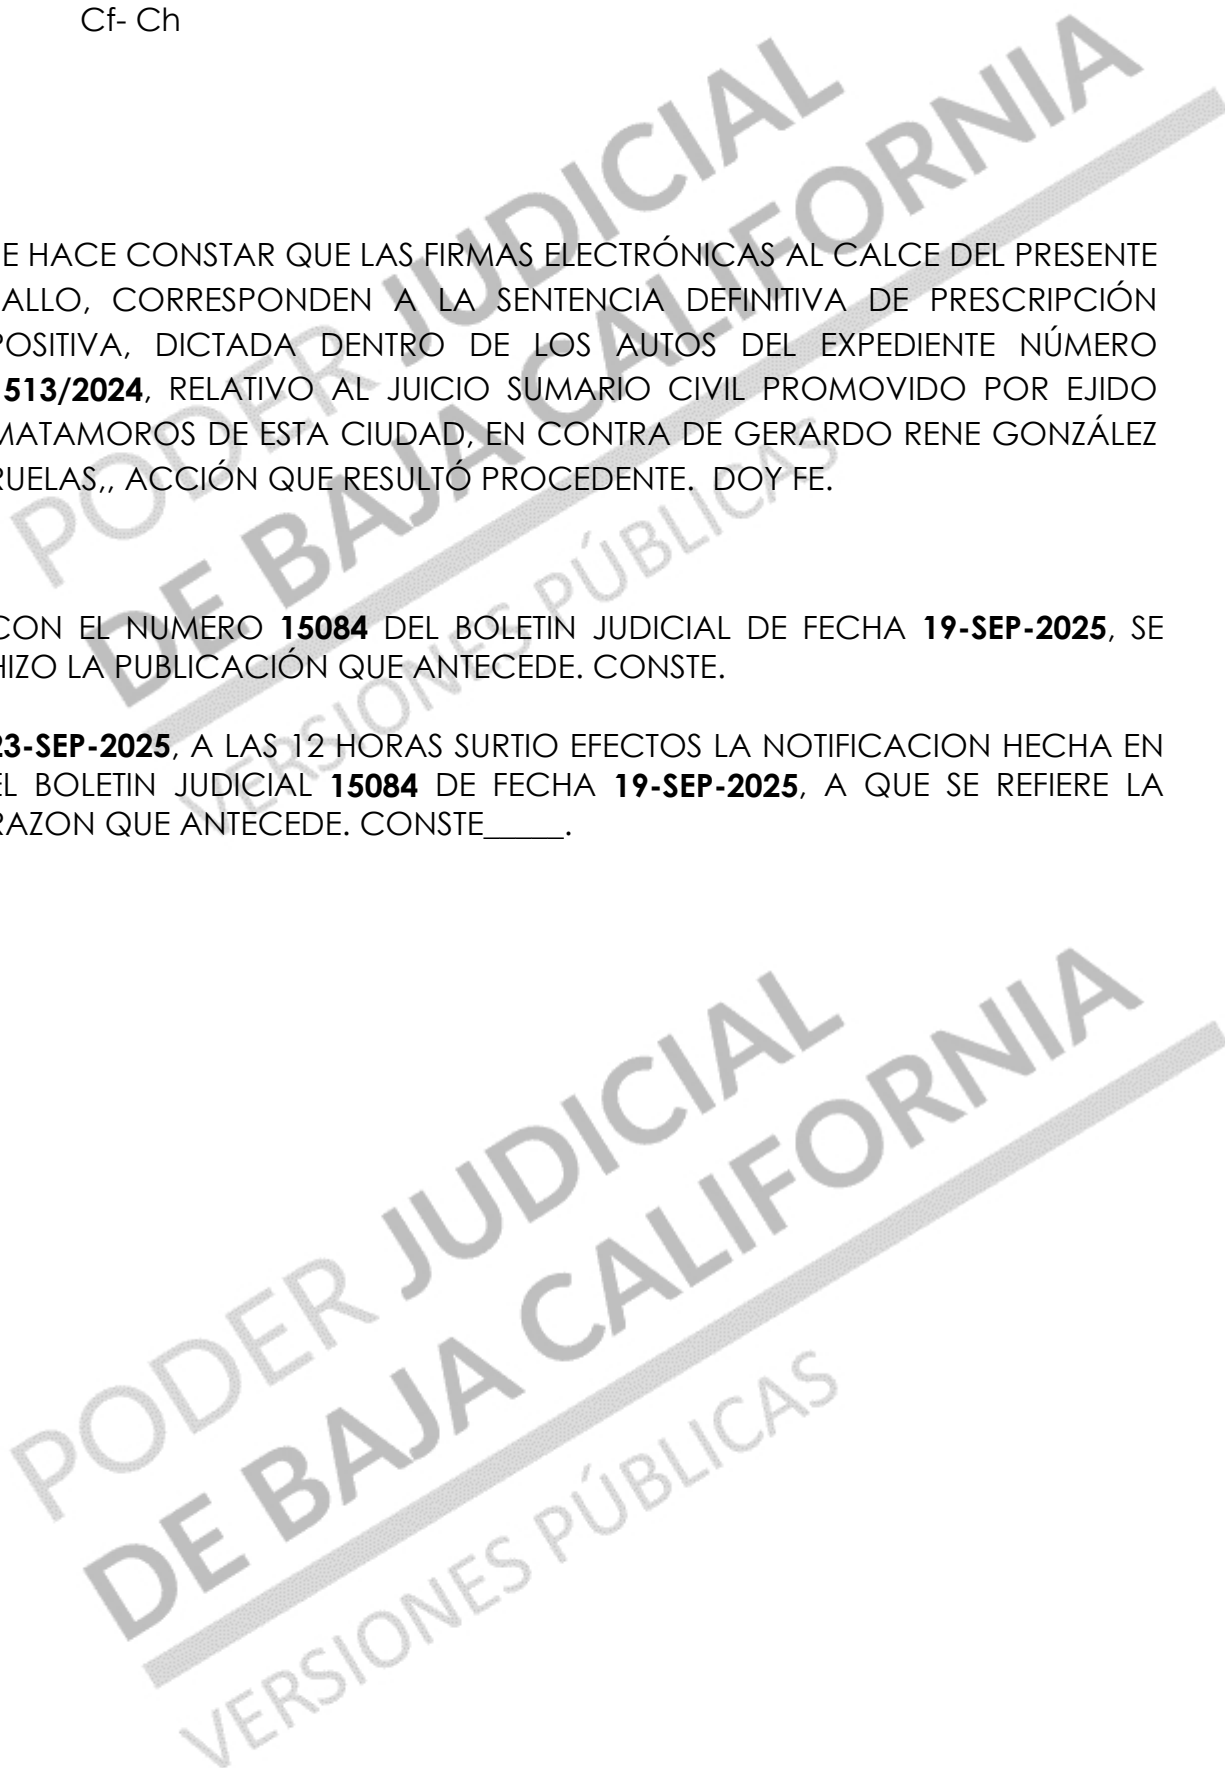 Cf- Ch
E HACE CONSTAR QUE LAS FIRMAS ELECTRÓNICAS AL CALCE DEL PRESENTE
ALLO, CORRESPONDEN A LA SENTENCIA DEFINITIVA DE PRESCRIPCIÓN
POSITIVA, DICTADA DENTRO DE LOS AUTOS DEL EXPEDIENTE NÚMERO
513/2024, RELATIVO AL JUICIO SUMARIO CIVIL PROMOVIDO POR EJIDO
MATAMOROS DE ESTA CIUDAD, EN CONTRA DE GERARDO RENE GONZÁLEZ
RUELAS,, ACCIÓN QUE RESULTÓ PROCEDENTE. DOY FE.
CON EL NUMERO 15084 DEL BOLETIN JUDICIAL DE FECHA 19-SEP-2025, SE
HIZO LA PUBLICACIÓN QUE ANTECEDE. CONSTE.
23-SEP-2025, A LAS 12 HORAS SURTIO EFECTOS LA NOTIFICACION HECHA EN
EL BOLETIN JUDICIAL 15084 DE FECHA 19-SEP-2025, A QUE SE REFIERE LA
RAZON QUE ANTECEDE. CONSTE_____.
PODER JUDICIAL
DE BAJA CALIFORNIA
VERSIONES PÚBLICAS
PODER JUDICIAL
DE BAJA CALIFORNIA
VERSIONES PÚBLICAS